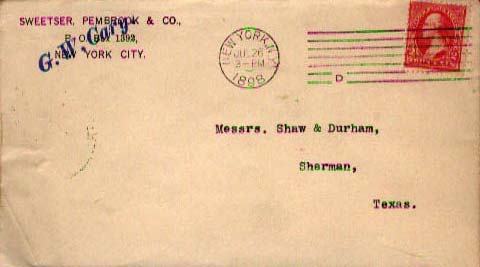 SWEETSER, PEMBROOK & CO.,
P. O. BOX 1392,
NEW YORK CITY.
G. W. Cary
NEW YORK, N.Y.
JUL 26
3-PM
1898
D
Messrs. Shaw & Durham,
Sherman,
Texas.